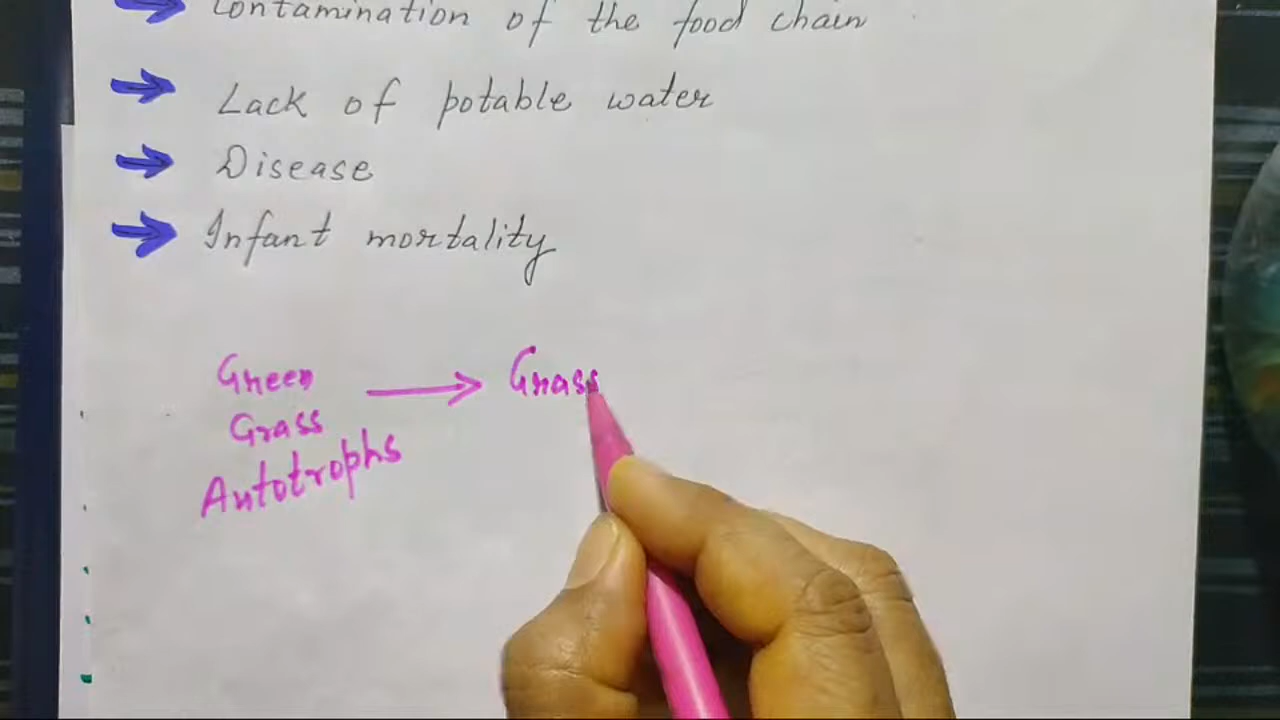 Contamination of the food chain
Lack of potable water
Disease
Infant mortality
Green
Grass
Autotrophs
Grass